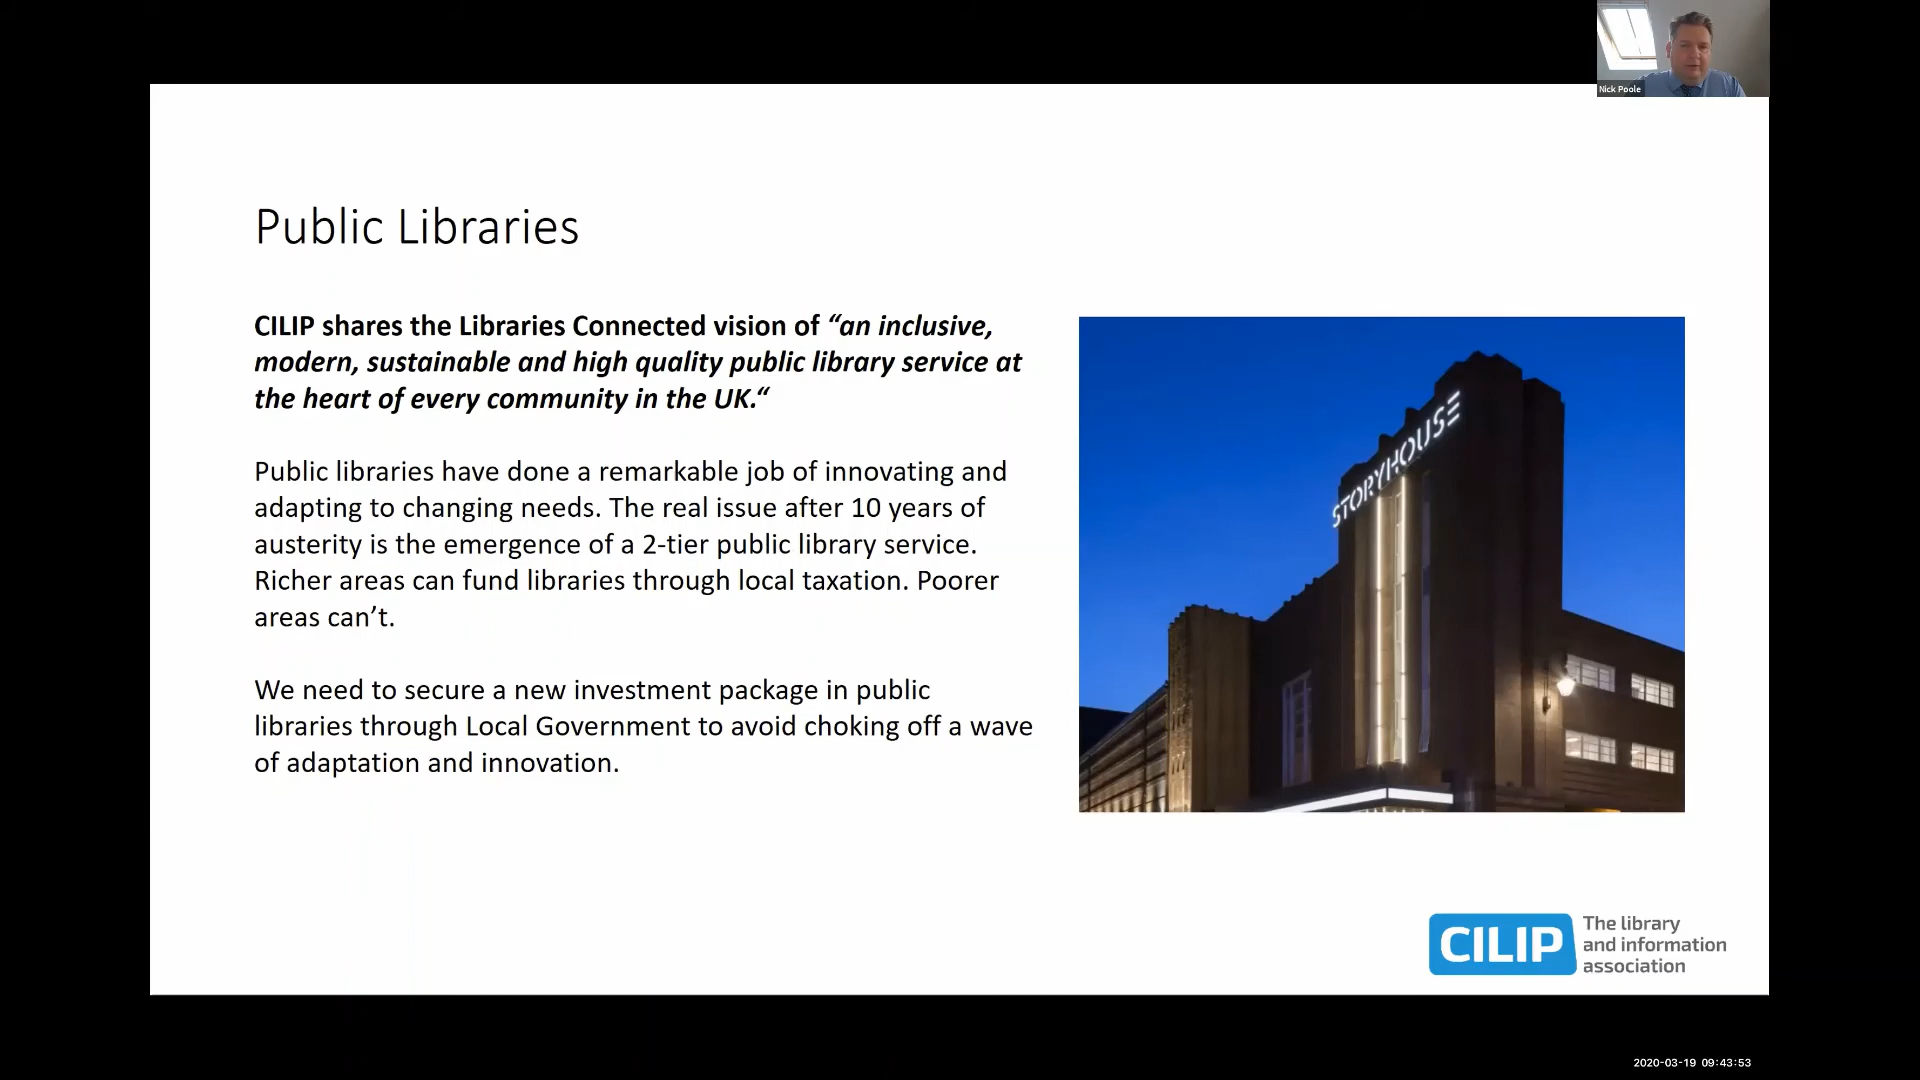 Nick Poole
Public Libraries
CILIP shares the Libraries Connected vision of “an inclusive,
modern, sustainable and high quality public library service at
the heart of every community in the UK.“
Public libraries have done a remarkable job of innovating and
adapting to changing needs. The real issue after 10 years of
austerity is the emergence of a 2-tier public library service.
Richer areas can fund libraries through local taxation. Poorer
areas can’t.
We need to secure a new investment package in public
libraries through Local Government to avoid choking off a wave
of adaptation and innovation.
STORYHOUSE
CILIP
The library
and information
association
2020-03-19 09:43:53